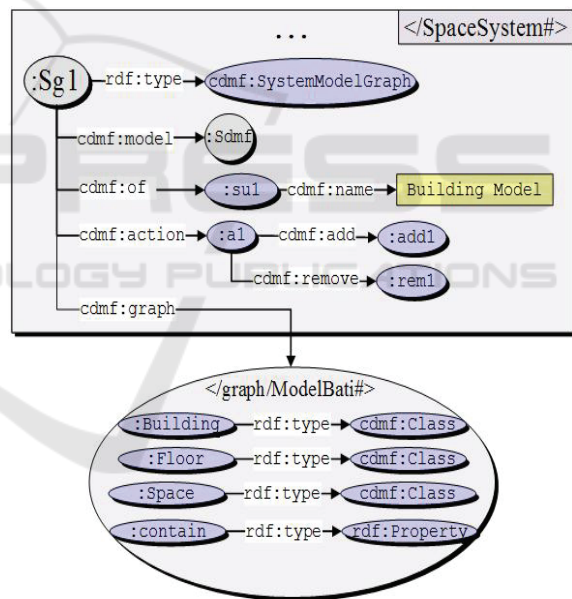 ... </SpaceSystem#>
:Sg1 rdf:type cdmf:SystemModelGraph
cdmf:model :Sdmf
cdmf:of :su1 cdmf:name Building Model
cdmf:action :a1 cdmf:add :add1
cdmf:remove :rem1
cdmf:graph
</graph/ModelBati#>
:Building rdf:type cdmf:Class
:Floor rdf:type cdmf:Class
:Space rdf:type cdmf:Class
:contain rdf:type rdf:Property